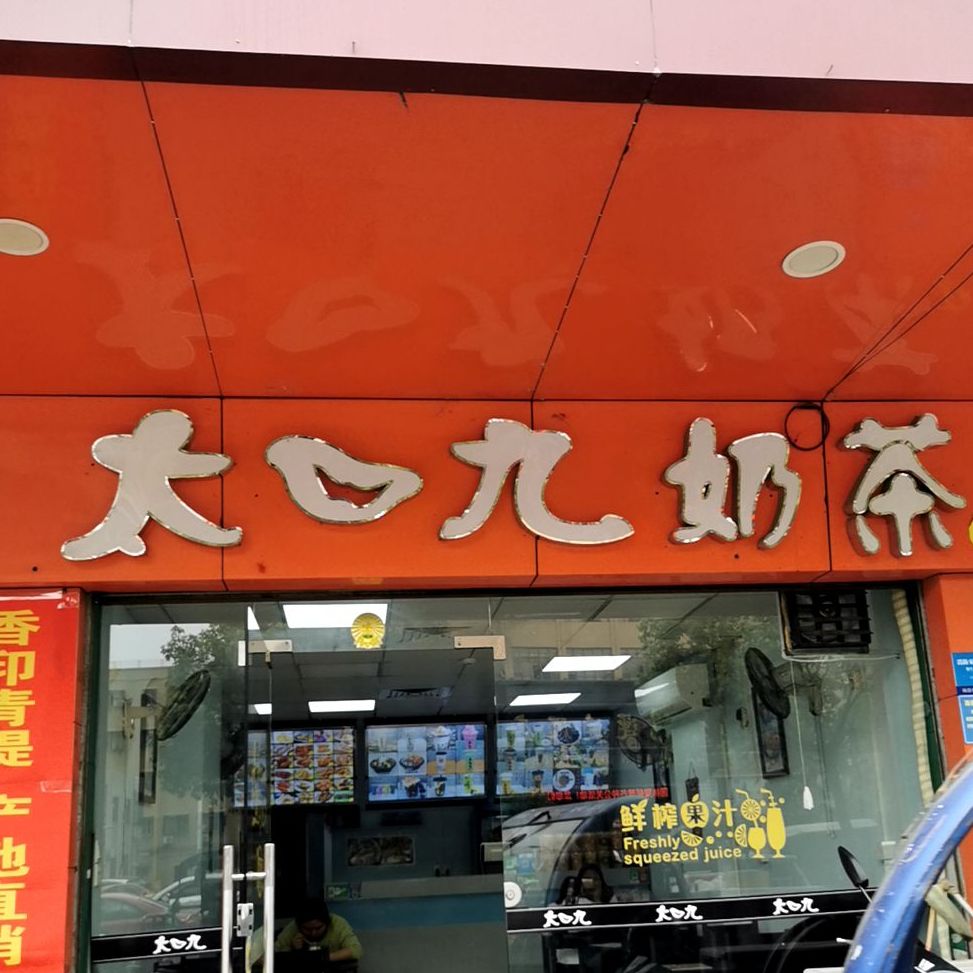 大口九奶茶
香印青提 产地直销
鲜榨果汁
Freshly
squeezed juice
大口九
大口九
大口九
大口九